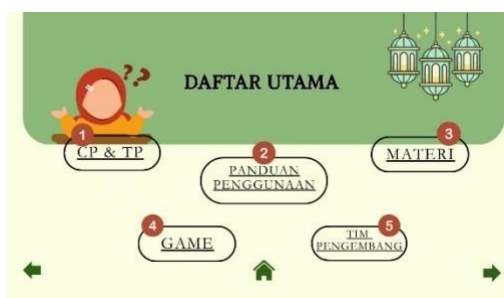 ??
DAFTAR UTAMA
1
CP & TP
2
PANDUAN
PENGGUNAAN
3
MATERI
4
GAME
5
TIM
PENGEMBANG